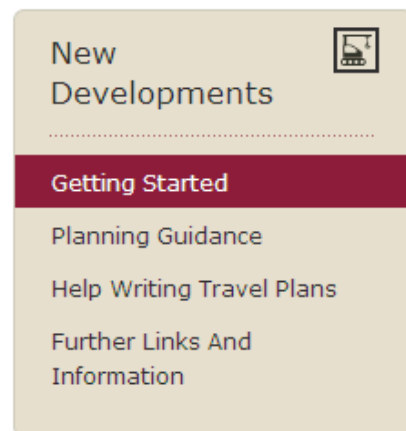 New
Developments
Getting Started
Planning Guidance
Help Writing Travel Plans
Further Links And
Information